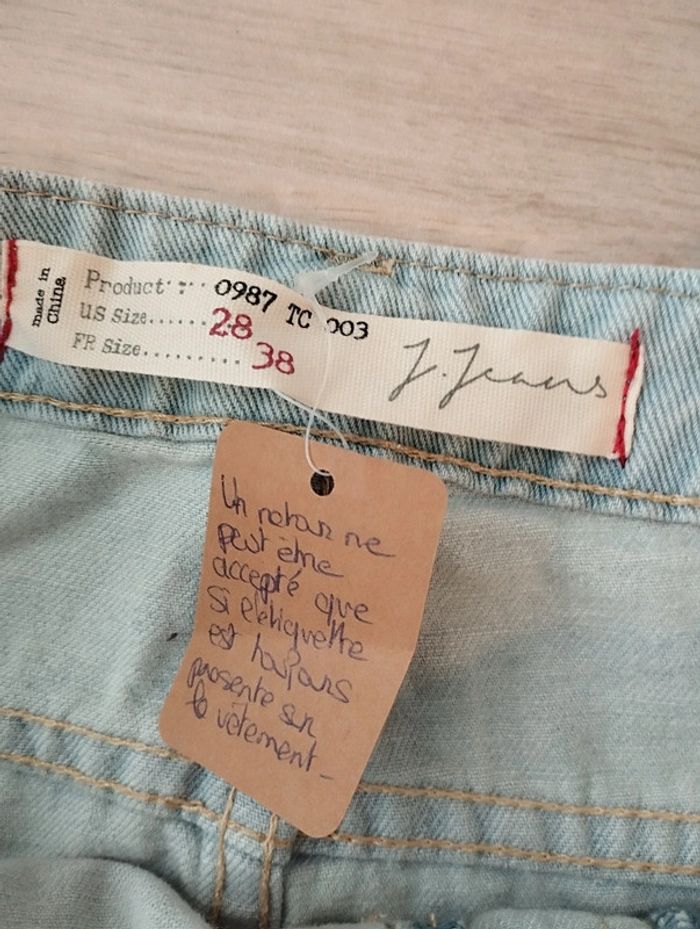 made in
China
Product : 0987 TC 003
US Size......28
FR Size.........38
J.Jeans
Un retour ne
peut être
accepté que
si l'étiquette
est toujours
présente sur
le vêtement_